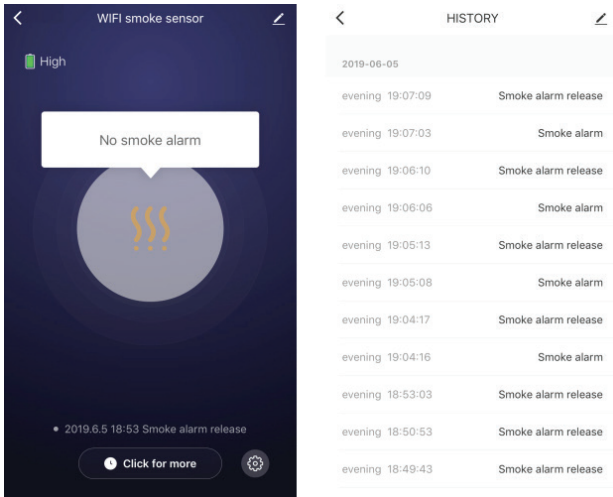 WIFI smoke sensor
High
No smoke alarm
2019.6.5 18:53 Smoke alarm release
Click for more
HISTORY
2019-06-05
evening 19:07:09 Smoke alarm release
evening 19:07:03 Smoke alarm
evening 19:06:10 Smoke alarm release
evening 19:06:06 Smoke alarm
evening 19:05:13 Smoke alarm release
evening 19:05:08 Smoke alarm
evening 19:04:17 Smoke alarm release
evening 19:04:16 Smoke alarm
evening 18:53:03 Smoke alarm release
evening 18:50:53 Smoke alarm release
evening 18:49:43 Smoke alarm release